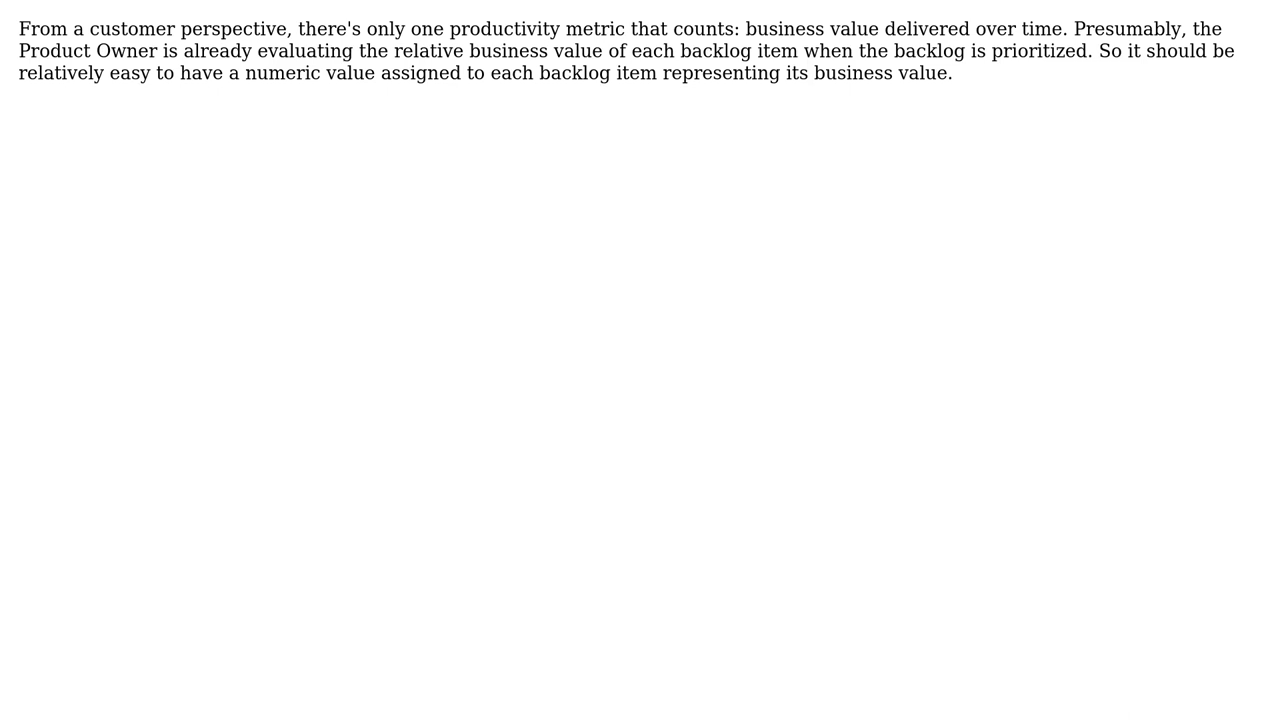 From a customer perspective, there's only one productivity metric that counts: business value delivered over time. Presumably, the
Product Owner is already evaluating the relative business value of each backlog item when the backlog is prioritized. So it should be
relatively easy to have a numeric value assigned to each backlog item representing its business value.